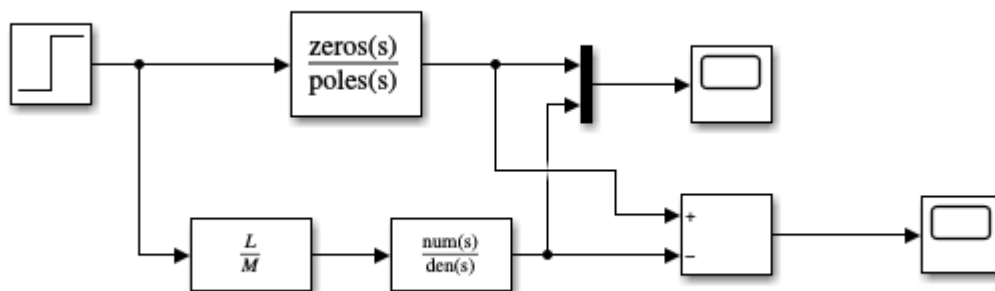 zeros(s)
poles(s)
L
M
num(s)
den(s)
+
−